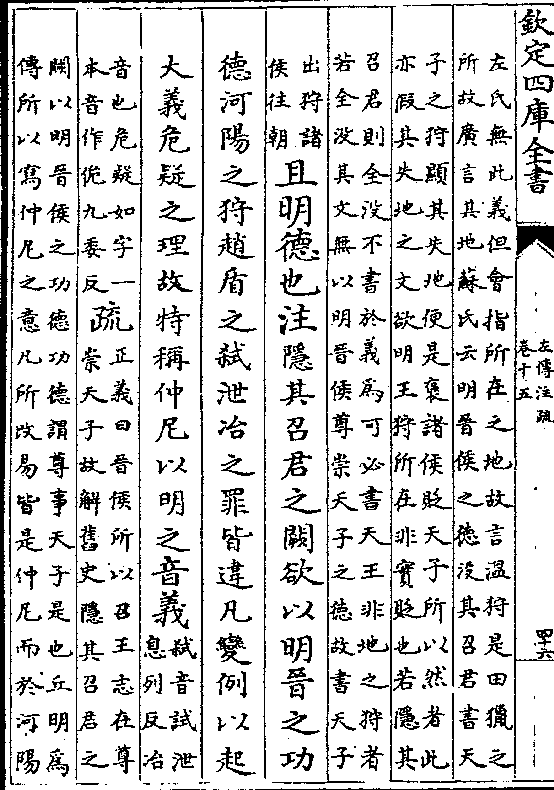 欽定四庫全書
左傳注疏
卷十五
四六
左氏無此義但會指所在之地故言溫狩是田獵之
所故廣言其地蘇氏云明晉侯之德沒其召君書天
子之狩顯其失地便是褒諸侯貶天子所以然者此
亦假其失地之文欲明王狩所在非實貶也若隱其
召君則全沒不書於義為可必書天王非地之狩者
若全沒其文無以明晉侯尊崇天子之德故書天子
出狩諸
侯往朝
且明德也注隱其召君之闕欲以明晉之功
德河陽之狩趙盾之弒泄冶之罪皆違凡變例以起
大義危疑之理故特稱仲尼以明之音義弒音試泄
息列反冶
音也危疑如字一
本音作佹九委反
疏正義曰晉侯所以召王志在尊
崇天子故解舊史隱其召君之
闕以明晉侯之功德功德謂尊事天子是也丘明為
傳所以寫仲尼之意凡所改易皆是仲尼而於河陽